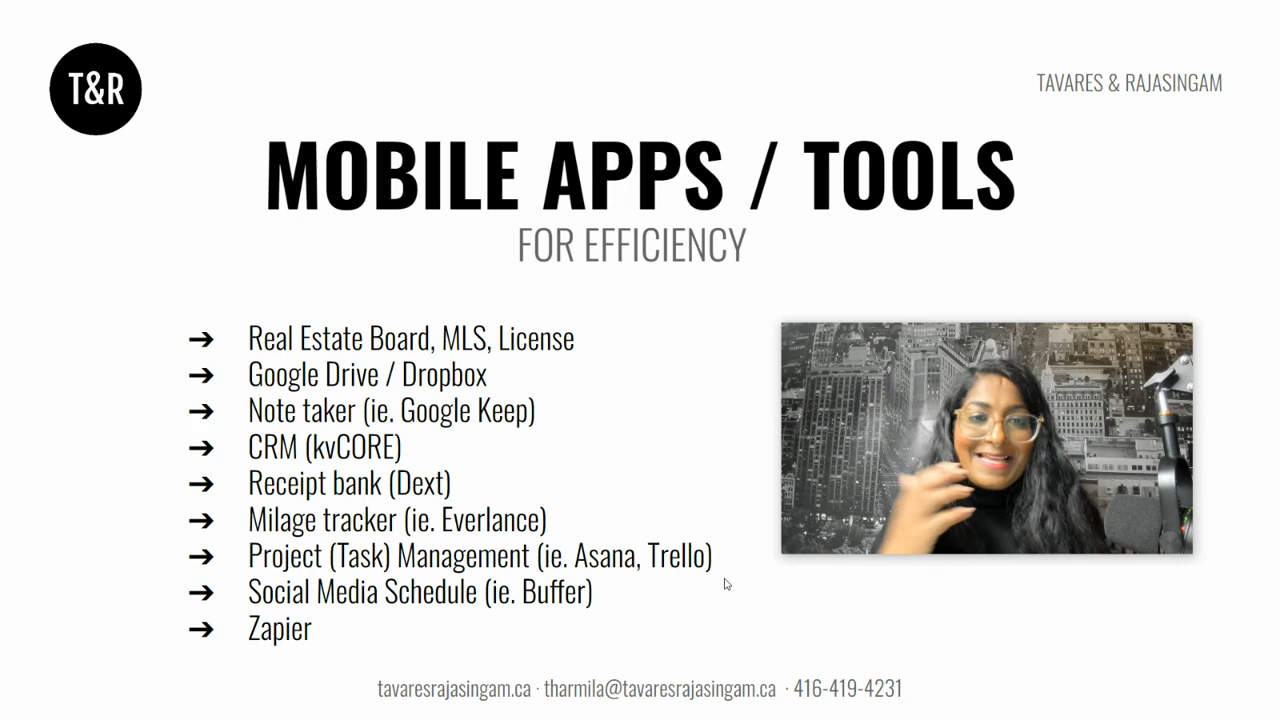 T&R
TAVARES & RAJASINGAM
MOBILE APPS / TOOLS
FOR EFFICIENCY
➔ Real Estate Board, MLS, License
➔ Google Drive / Dropbox
➔ Note taker (ie. Google Keep)
➔ CRM (kvCORE)
➔ Receipt bank (Dext)
➔ Milage tracker (ie. Everlance)
➔ Project (Task) Management (ie. Asana, Trello)
➔ Social Media Schedule (ie. Buffer)
➔ Zapier
tavaresrajasingam.ca · tharmila@tavaresrajasingam.ca · 416-419-4231